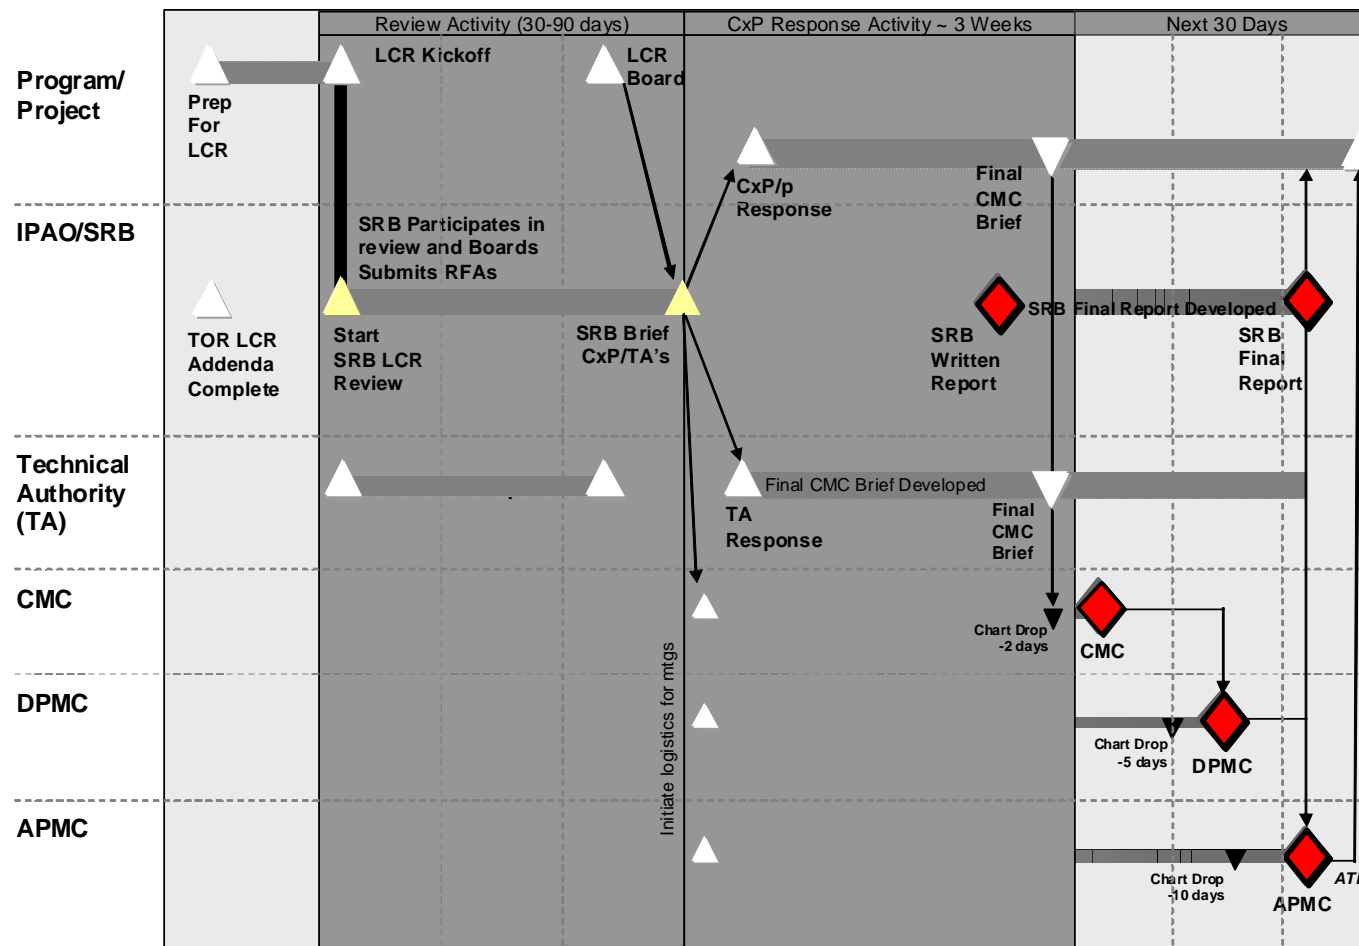 Review Activity (30-90 days)
CxP Response Activity ~ 3 Weeks
Next 30 Days
Program/
Project
LCR Kickoff
LCR
Board
Prep
For
LCR
CxP/p
Response
Final
CMC
Brief
IPAO/SRB
SRB Participates in
review and Boards
Submits RFAs
TOR LCR
Addenda
Complete
Start
SRB LCR
Review
SRB Brief
CxP/TA's
SRB
Written
Report
SRB Final Report Developed
SRB
Final
Report
Technical
Authority
(TA)
Final CMC Brief Developed
TA
Response
Final
CMC
Brief
CMC
Chart Drop
-2 days
CMC
Initiate logistics for mtgs
DPMC
Chart Drop
-5 days
DPMC
APMC
Chart Drop
-10 days
APMC